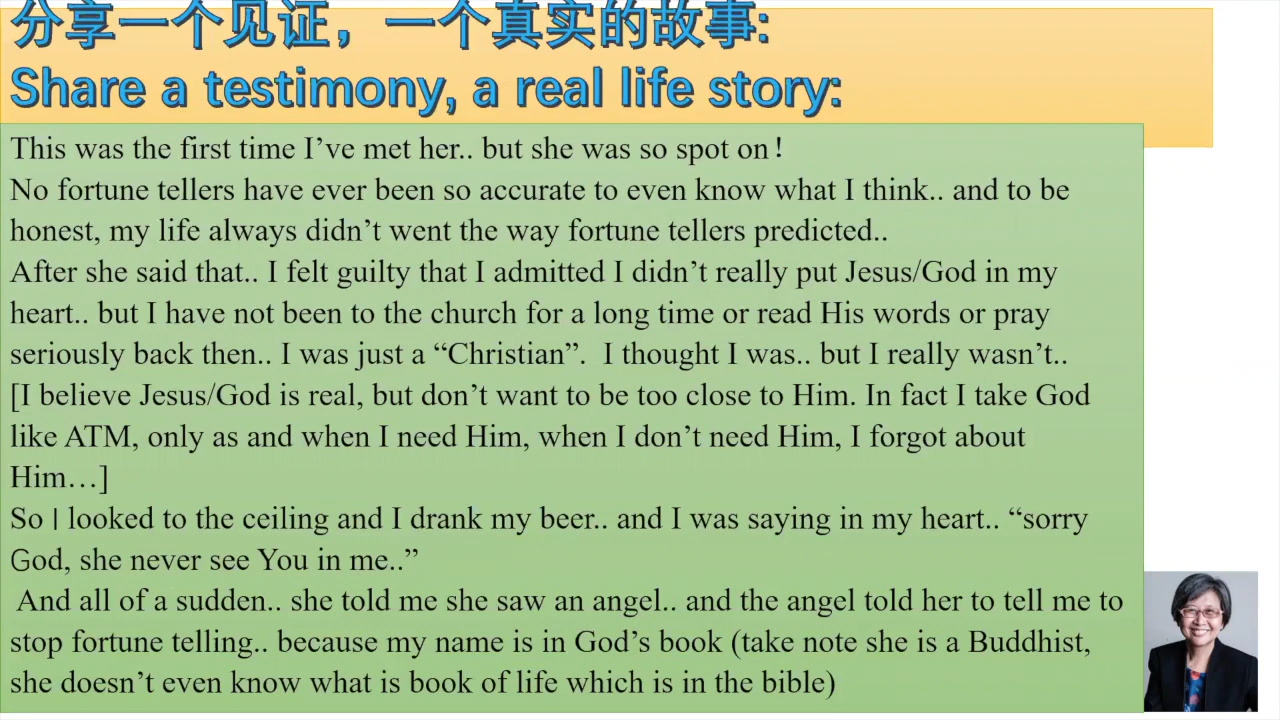 分享一个见证，一个真实的故事:
Share a testimony, a real life story:
This was the first time I’ve met her.. but she was so spot on！
No fortune tellers have ever been so accurate to even know what I think.. and to be
honest, my life always didn’t went the way fortune tellers predicted..
After she said that.. I felt guilty that I admitted I didn’t really put Jesus/God in my
heart.. but I have not been to the church for a long time or read His words or pray
seriously back then.. I was just a “Christian”.  I thought I was.. but I really wasn’t..
[I believe Jesus/God is real, but don’t want to be too close to Him. In fact I take God
like ATM, only as and when I need Him, when I don’t need Him, I forgot about
Him…]
So I looked to the ceiling and I drank my beer.. and I was saying in my heart.. “sorry
God, she never see You in me..”
And all of a sudden.. she told me she saw an angel.. and the angel told her to tell me to
stop fortune telling.. because my name is in God’s book (take note she is a Buddhist,
she doesn’t even know what is book of life which is in the bible)